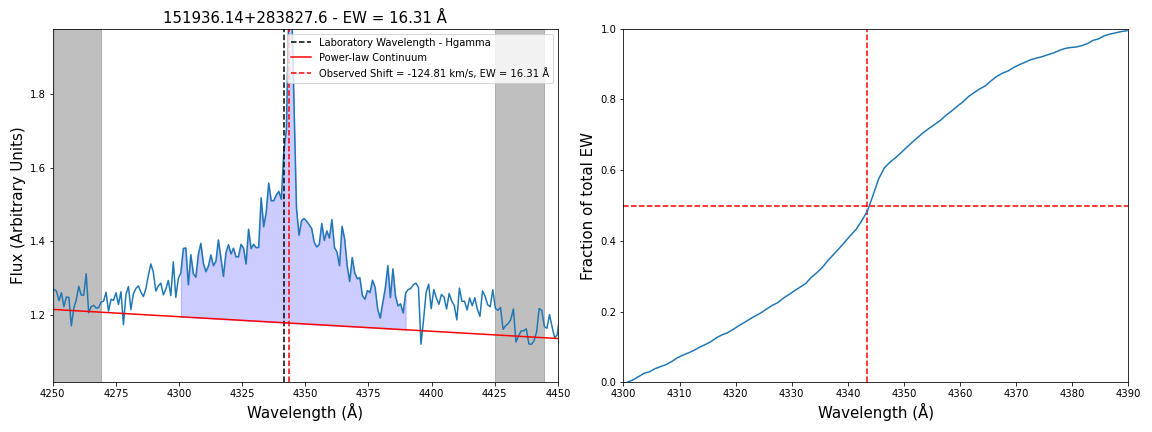 151936.14+283827.6 - EW = 16.31 Å
Laboratory Wavelength - Hgamma
Power-law Continuum
Observed Shift = -124.81 km/s, EW = 16.31 Å
Flux (Arbitrary Units)
1.8
1.6
1.4
1.2
4250 4275 4300 4325 4350 4375 4400 4425 4450
Wavelength (Å)
Fraction of total EW
1.0
0.8
0.6
0.4
0.2
0.0
4300 4310 4320 4330 4340 4350 4360 4370 4380 4390
Wavelength (Å)